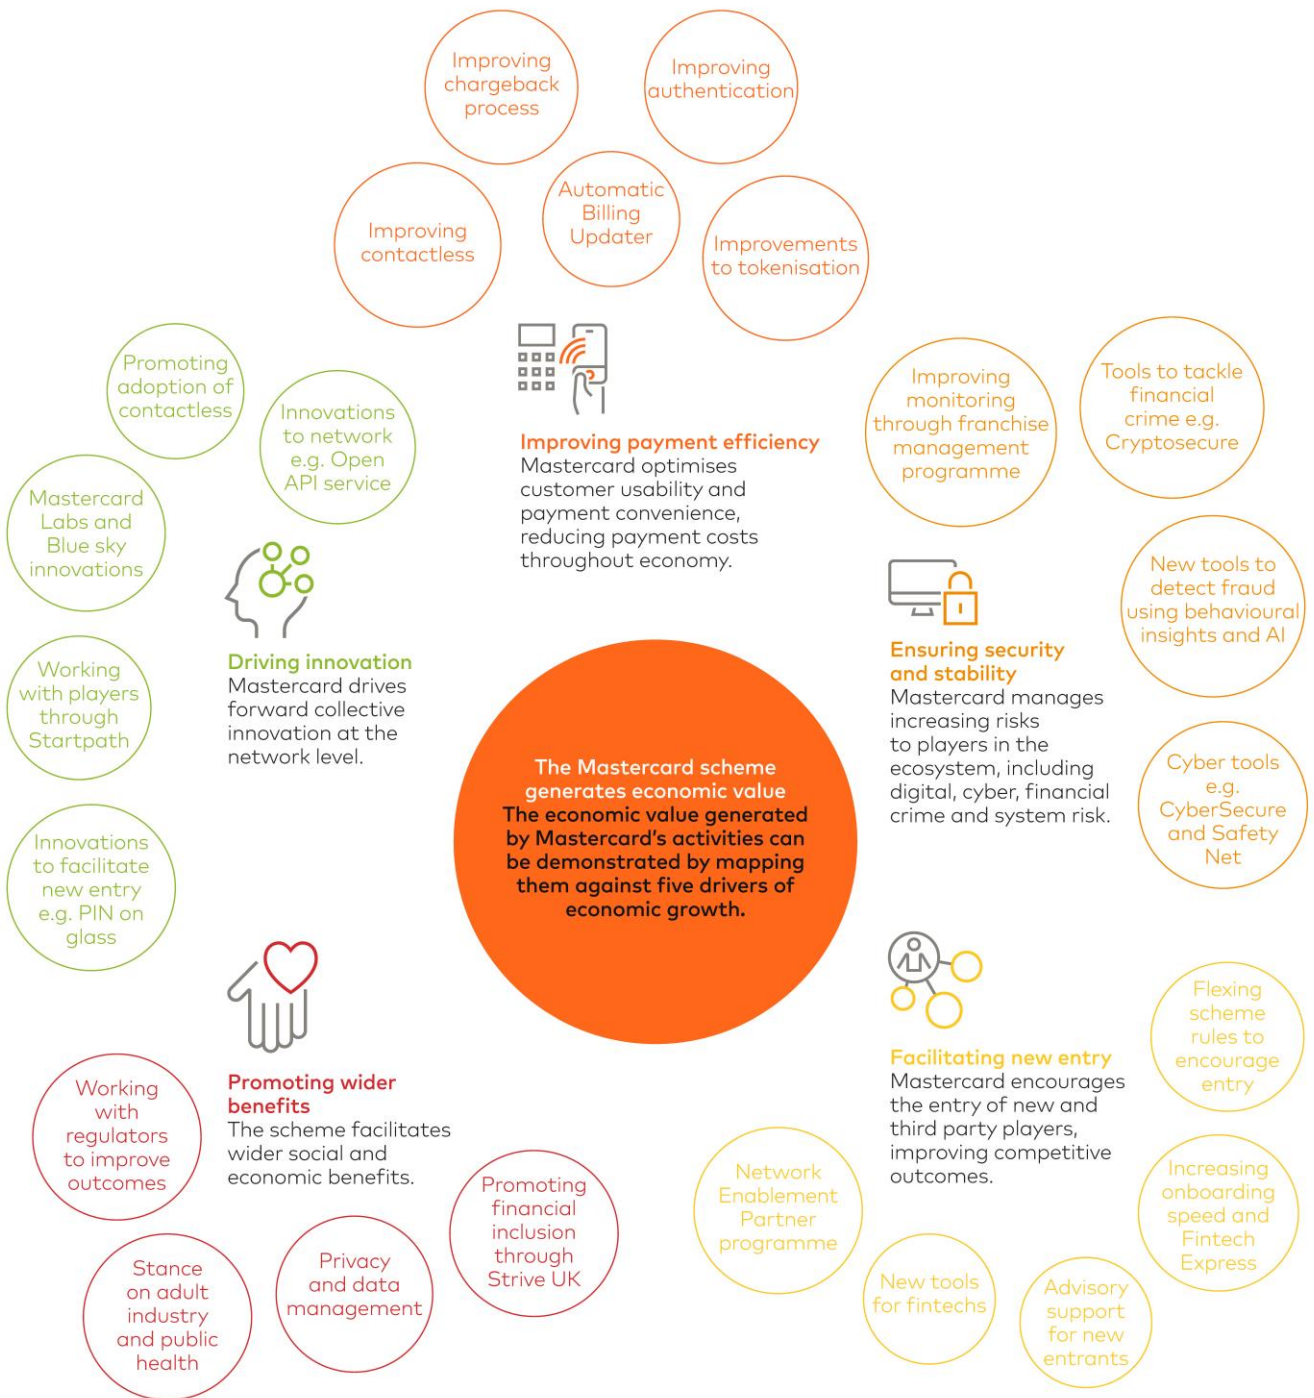 Improving
chargeback
process
Improving
authentication
Improving
contactless
Automatic
Billing
Updater
Improvements
to tokenisation
Improving payment efficiency
Mastercard optimises
customer usability and
payment convenience,
reducing payment costs
throughout economy.
Promoting
adoption of
contactless
Innovations
to network
e.g. Open
API service
Mastercard
Labs and
Blue sky
innovations
Working
with players
through
Startpath
Innovations
to facilitate
new entry
e.g. PIN on
glass
Driving innovation
Mastercard drives
forward collective
innovation at the
network level.
Improving
monitoring
through franchise
management
programme
Tools to tackle
financial
crime e.g.
Cryptosecure
New tools to
detect fraud
using behavioural
insights and AI
Cyber tools
e.g.
CyberSecure
and Safety
Net
Ensuring security
and stability
Mastercard manages
increasing risks
to players in the
ecosystem, including
digital, cyber, financial
crime and system risk.
The Mastercard scheme
generates economic value
The economic value generated
by Mastercard's activities can
be demonstrated by mapping
them against five drivers of
economic growth.
Promoting wider
benefits
The scheme facilitates
wider social and
economic benefits.
Working
with
regulators
to improve
outcomes
Stance
on adult
industry
and public
health
Privacy
and data
management
Promoting
financial
inclusion
through
Strive UK
Facilitating new entry
Mastercard encourages
the entry of new and
third party players,
improving competitive
outcomes.
Flexing
scheme
rules to
encourage
entry
Increasing
onboarding
speed and
Fintech
Express
Advisory
support
for new
entrants
New tools
for fintechs
Network
Enablement
Partner
programme